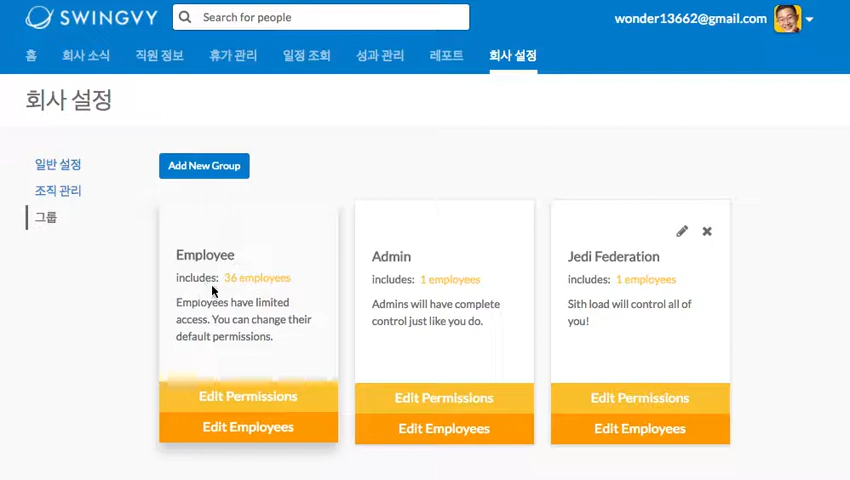 SWINGVY
Search for people
wonder13662@gmail.com
홈 회사 소식 직원 정보 휴가 관리 일정 조회 성과 관리 레포트 회사 설정
회사 설정
일반 설정
조직 관리
그룹
Add New Group
Employee
includes: 36 employees
Employees have limited
access. You can change their
default permissions.
Edit Permissions
Edit Employees
Admin
includes: 1 employees
Admins will have complete
control just like you do.
Edit Permissions
Edit Employees
Jedi Federation
includes: 1 employees
Sith load will control all of
you!
Edit Permissions
Edit Employees